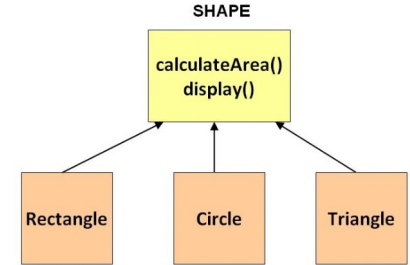 SHAPE
calculateArea()
display()
Rectangle
Circle
Triangle